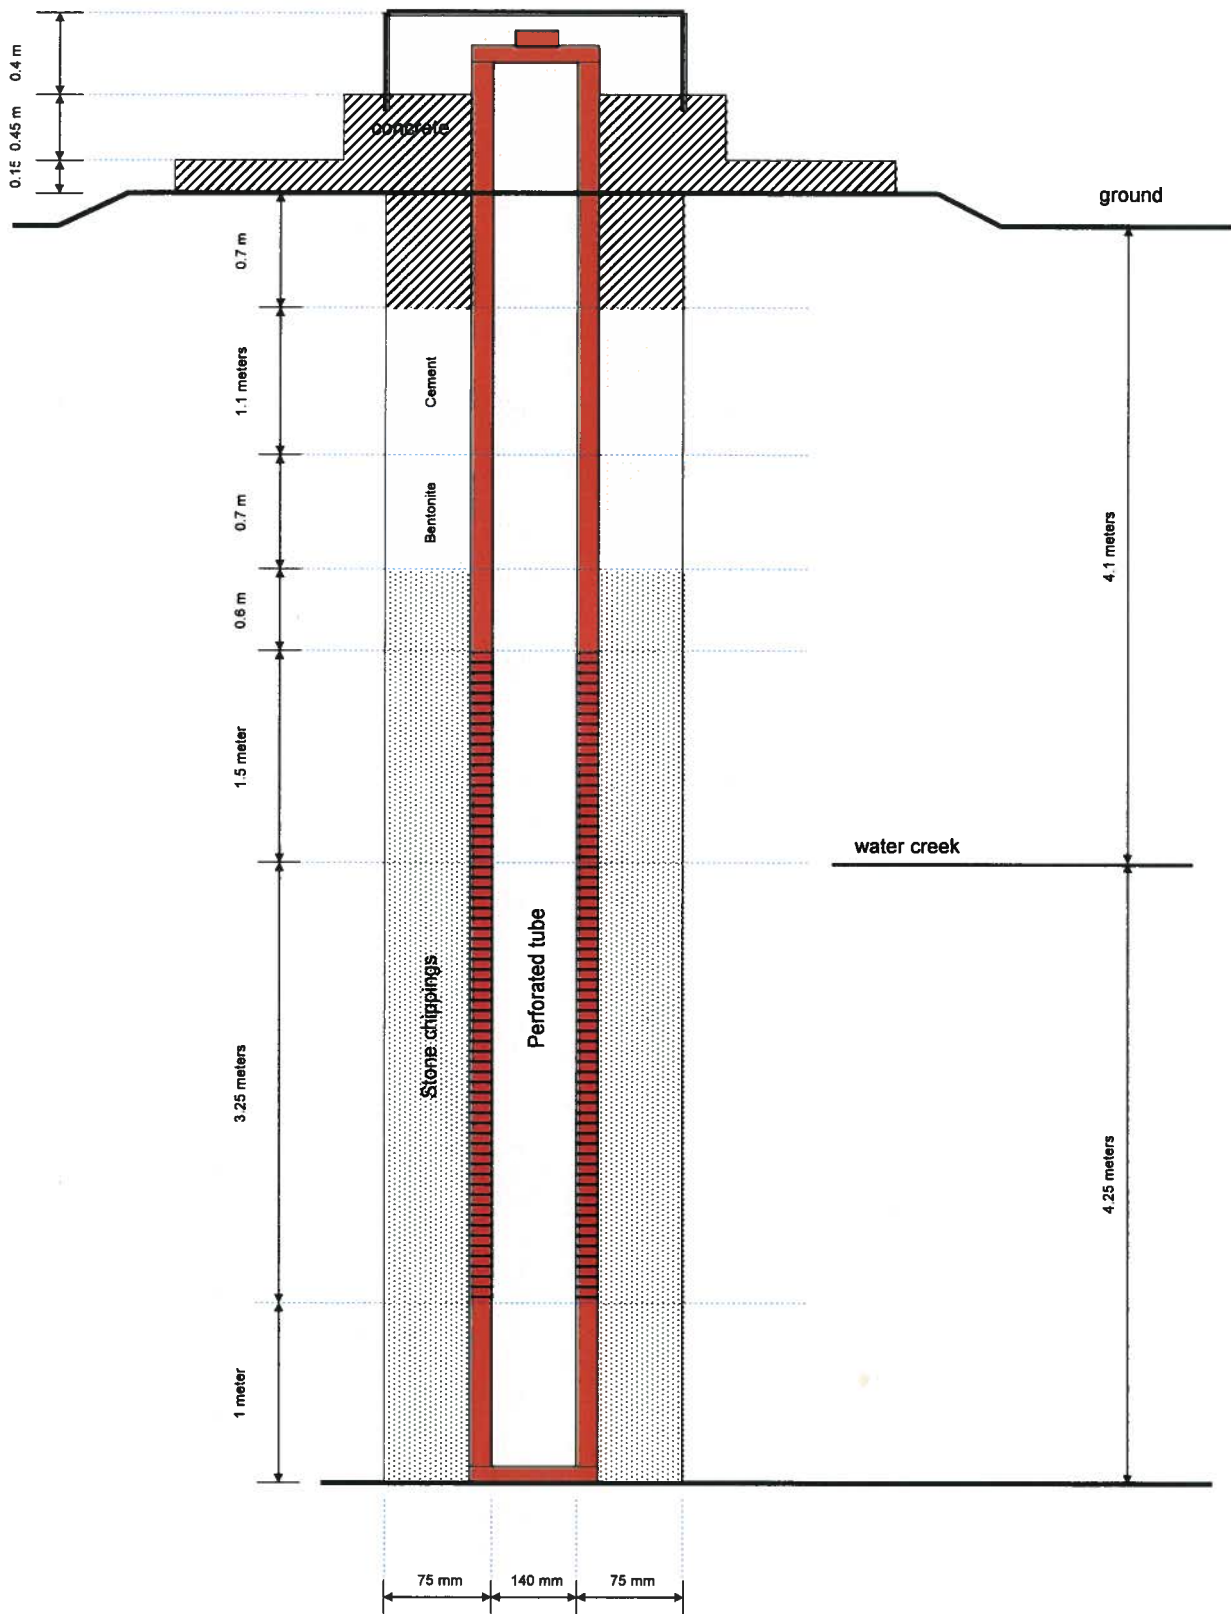 0.4 m
0.45 m
0.15
concrete
ground
0.7 m
1.1 meters
Cement
0.7 m
Bentonite
4.1 meters
0.6 m
1.5 meter
water creek
Perforated tube
Stone chippings
3.25 meters
4.25 meters
1 meter
75 mm
140 mm
75 mm